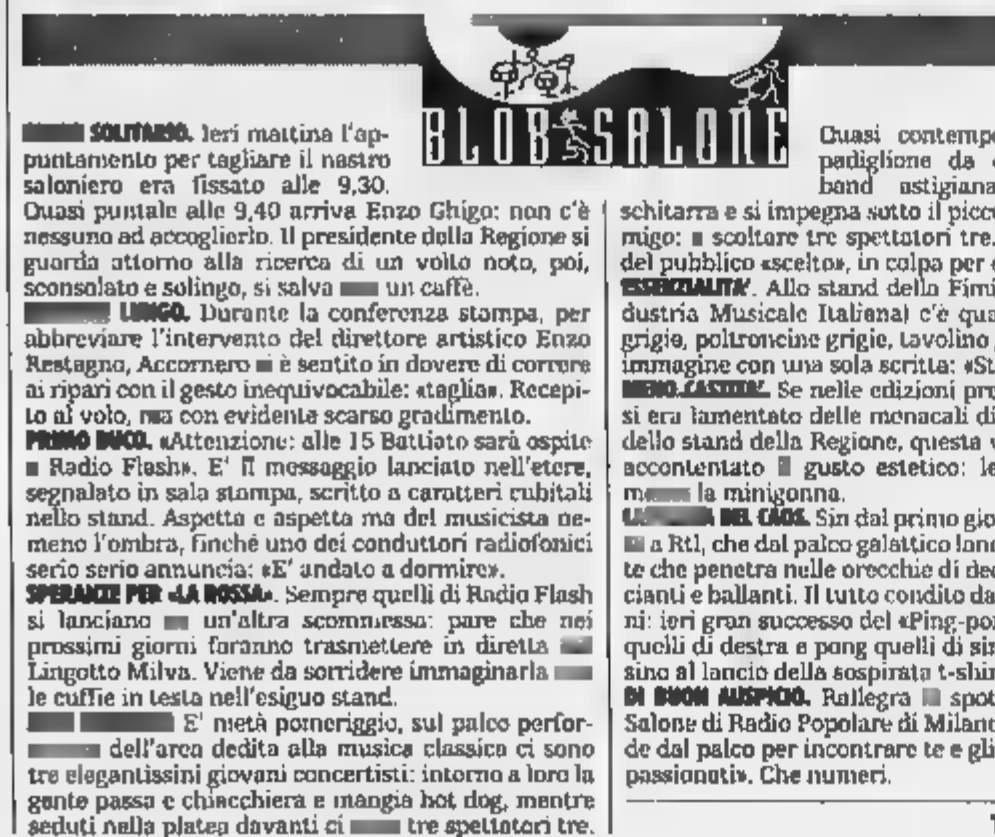 BLOB SALONE
SOLITARIO. Ieri mattina l'ap-
puntamento per tagliare il nastro
saloniero era fissato alle 9,30.
Quasi puntale alle 9,40 arriva Enzo Ghigo: non c'è
nessuno ad accoglierlo. Il presidente della Regione si
guarda attorno alla ricerca di un volto noto, poi,
sconsolato e solingo, si salva un caffè.
LUNGO. Durante la conferenza stampa, per
abbreviare l'intervento del direttore artistico Enzo
Restagno, Accornero è sentito in dovere di correre
ai ripari con il gesto inequivocabile: «taglia». Recepi-
to al volo, ma con evidente scarso gradimento.
PRIMO BUCO. «Attenzione: alle 15 Battiato sarà ospite
Radio Flash». E' il messaggio lanciato nell'etere,
segnalato in sala stampa, scritto a caratteri cubitali
nello stand. Aspetta e aspetta ma del musicista ne-
meno l'ombra, finché uno dei conduttori radiofonici
serio serio annuncia: «E' andato a dormire».
SPERANZE PER «LA ROSSA». Sempre quelli di Radio Flash
si lanciano un'altra scommessa: pare che nei
prossimi giorni faranno trasmettere in diretta
Lingotto Milva. Viene da sorridere immaginarla
le cuffie in testa nell'esiguo stand.
E' metà pomeriggio, sul palco perfor-
dell'area dedita alla musica classica ci sono
tre elegantissini giovani concertisti: intorno a loro la
gente passa e chiacchiera e mangia hot dog, mentre
seduti nella platea davanti ci tre spettatori tre.
Quasi contempo
padiglione da
band astigiana
schitarra e si impegna sotto il picco
migo: scoltare tre spettatori tre.
del pubblico «scelto», in colpa per
ESSENZIALITA'. Allo stand della Fimi
dustria Musicale Italiana) c'è qua
grigie, poltroncine grigie, tavolino
immagine con una sola scritta: «St
MENO CASTITA'. Se nelle edizioni pre
si era lamentato delle monacali di
dello stand della Regione, questa v
accontentato gusto estetico: le
la minigonna.
DEL CAOS. Sin dal primo gio
a Rtl, che dal palco galattico lanc
te che penetra nelle orecchie di dec
cianti e ballanti. Il tutto condito da
ni: ieri gran successo del «Ping-pon
quelli di destra e pong quelli di sin
sino al lancio della sospirata t-shir
DI BUON AUSPICIO. Rallegra spot
Salone di Radio Popolare di Milano
de dal palco per incontrare te e gli
passionati». Che numeri.